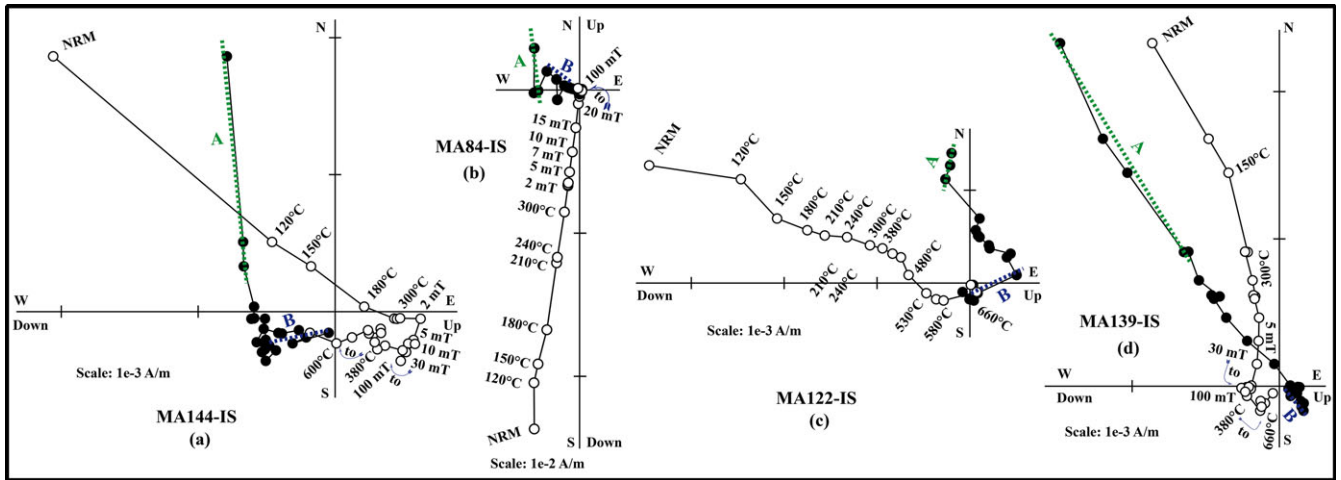 N
NRM
A
120°C
150°C
180°C
300°C
2 mT
W
E
Down
Up
B
5 mT
10 mT
30 mT
to
100 mT
to
380°C
600°C
S
Scale: 1e-3 A/m
MA144-IS
(a)
N Up
A
B
100 mT
W
E
to
20 mT
15 mT
10 mT
7 mT
5 mT
2 mT
MA84-IS
(b)
300°C
240°C
210°C
180°C
150°C
120°C
NRM
S Down
Scale: 1e-2 A/m
N
A
NRM
120°C
150°C
180°C
210°C
240°C
300°C
380°C
480°C
W
E
Down
Up
210°C
240°C
B
530°C
580°C
660°C
S
Scale: 1e-3 A/m
MA122-IS
(c)
N
NRM
A
150°C
300°C
5 mT
MA139-IS
(d)
30 mT
to
W
E
Down
Up
100 mT
B
380°C
to
660°C
S
Scale: 1e-3 A/m